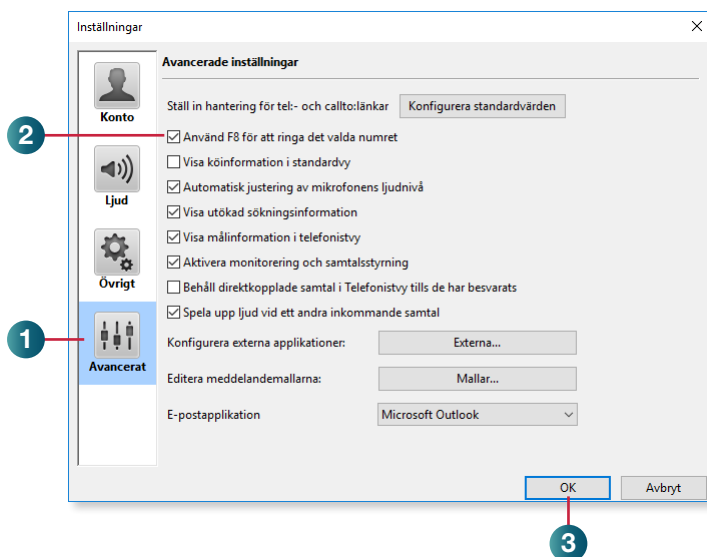 Inställningar
Konto
Ljud
Övrigt
Avancerat
Avancerade inställningar
Ställ in hantering för tel:- och callto:länkar Konfigurera standardvärden
Använd F8 för att ringa det valda numret
Visa köinformation i standardvy
Automatisk justering av mikrofonens ljudnivå
Visa utökad sökningsinformation
Visa målinformation i telefonistvy
Aktivera monitorering och samtalsstyrning
Behåll direktkopplade samtal i Telefonistvy tills de har besvarats
Spela upp ljud vid ett andra inkommande samtal
Konfigurera externa applikationer: Externa...
Editera meddelandemallarna: Mallar...
E-postapplikation Microsoft Outlook
OK Avbryt
1
2
3